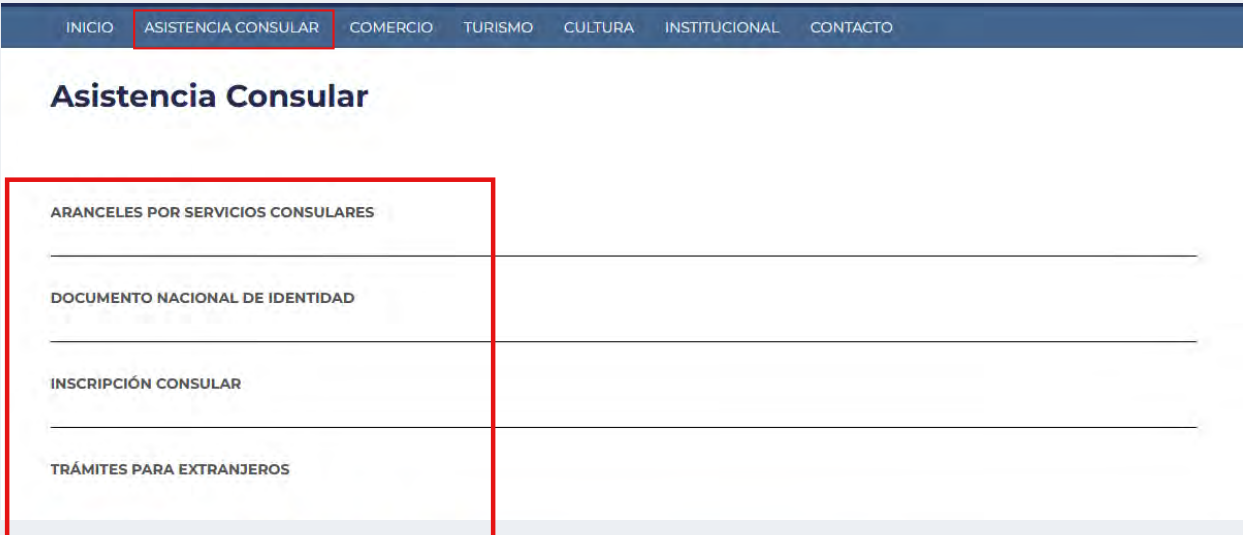 INICIO ASISTENCIA CONSULAR COMERCIO TURISMO CULTURA INSTITUCIONAL CONTACTO
Asistencia Consular
ARANCELES POR SERVICIOS CONSULARES
DOCUMENTO NACIONAL DE IDENTIDAD
INSCRIPCIÓN CONSULAR
TRÁMITES PARA EXTRANJEROS